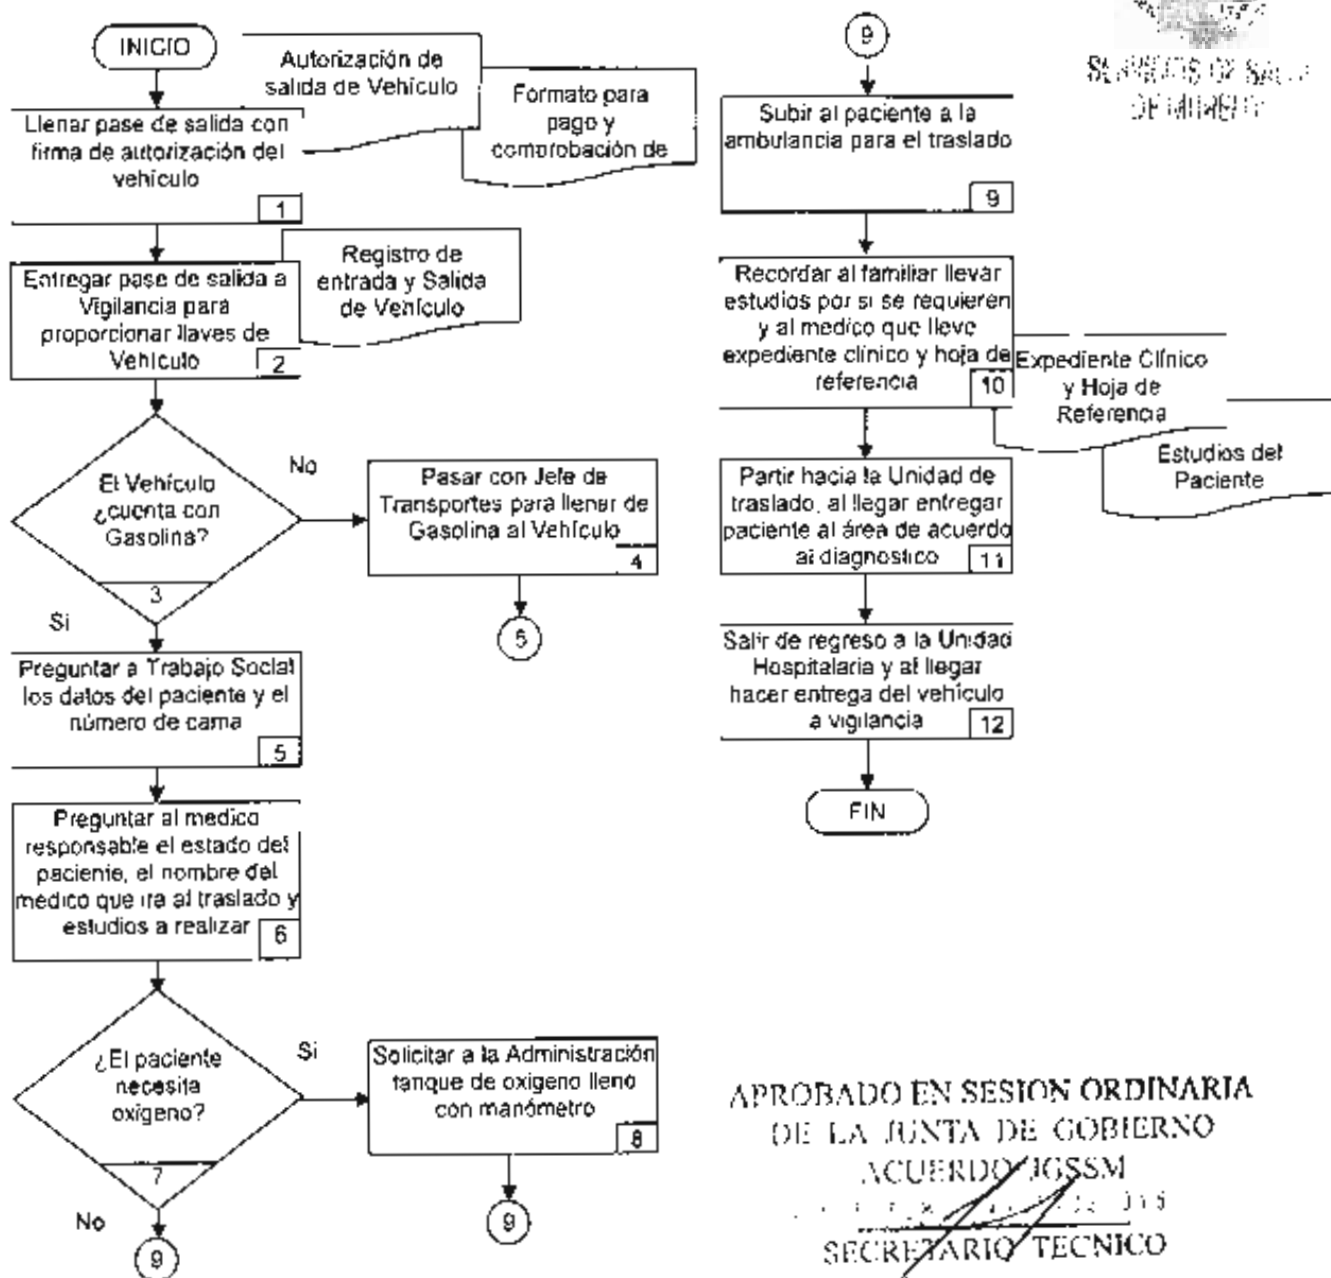 INICIO
Autorización de
salida de Vehículo
Formato para
pago y
comprobación de
Llenar pase de salida con
firma de autorización del
vehículo
1
Registro de
entrada y Salida
de Vehículo
Entregar pase de salida a
Vigilancia para
proporcionar llaves de
Vehículo
2
El Vehículo
¿cuenta con
Gasolina?
3
No
Si
Pasar con Jefe de
Transportes para llenar de
Gasolina al Vehículo
4
5
Preguntar a Trabajo Social
los datos del paciente y el
número de cama
5
Preguntar al medico
responsable el estado del
paciente, el nombre del
médico que ira al traslado y
estudios a realizar
6
¿El paciente
necesita
oxígeno?
7
Si
No
Solicitar a la Administración
tanque de oxigeno lleno
con manómetro
8
9
9
9
Subir al paciente a la
ambulancia para el traslado
9
Recordar al familiar llevar
estudios por si se requieren
y al medico que lleve
expediente clínico y hoja de
referencia
10
Expediente Clínico
y Hoja de
Referencia
Estudios del
Paciente
Partir hacia la Unidad de
traslado, al llegar entregar
paciente al área de acuerdo
al diagnostico
11
Salir de regreso a la Unidad
Hospitalaria y al llegar
hacer entrega del vehículo
a vigilancia
12
FIN
SERVICIOS DE SALUD
DE MORELOS
APROBADO EN SESION ORDINARIA
DE LA JUNTA DE GOBIERNO
ACUERDO JGSSM
SECRETARIO TECNICO